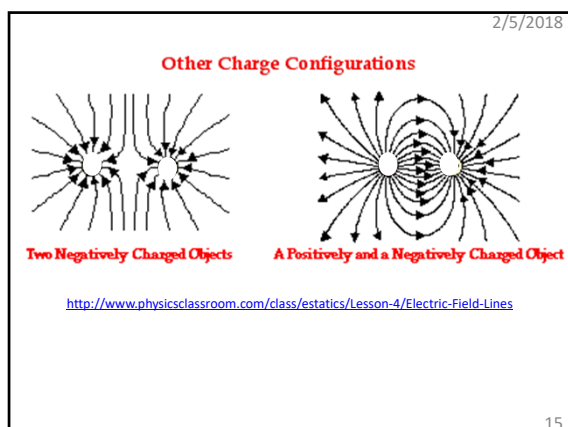 2/5/2018
Other Charge Configurations
Two Negatively Charged Objects
A Positively and a Negatively Charged Object
http://www.physicsclassroom.com/class/estatics/Lesson-4/Electric-Field-Lines
15